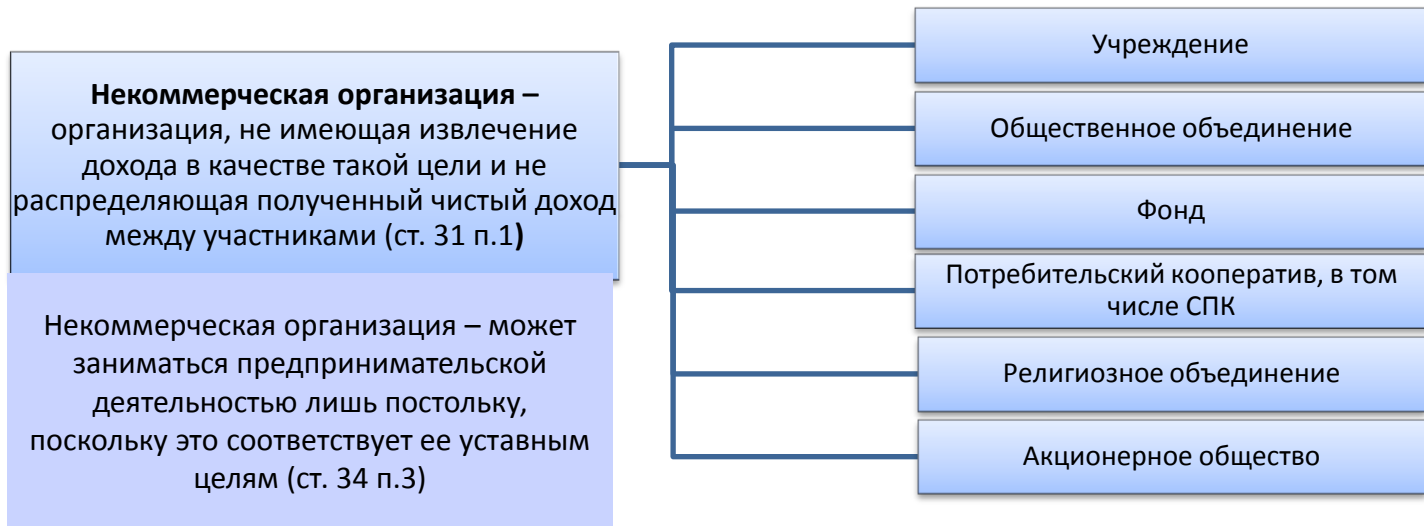 Некоммерческая организация –
организация, не имеющая извлечение
дохода в качестве такой цели и не
распределяющая полученный чистый доход
между участниками (ст. 31 п.1)
Некоммерческая организация – может
заниматься предпринимательской
деятельностью лишь постольку,
поскольку это соответствует ее уставным
целям (ст. 34 п.3)
Учреждение
Общественное объединение
Фонд
Потребительский кооператив, в том
числе СПК
Религиозное объединение
Акционерное общество